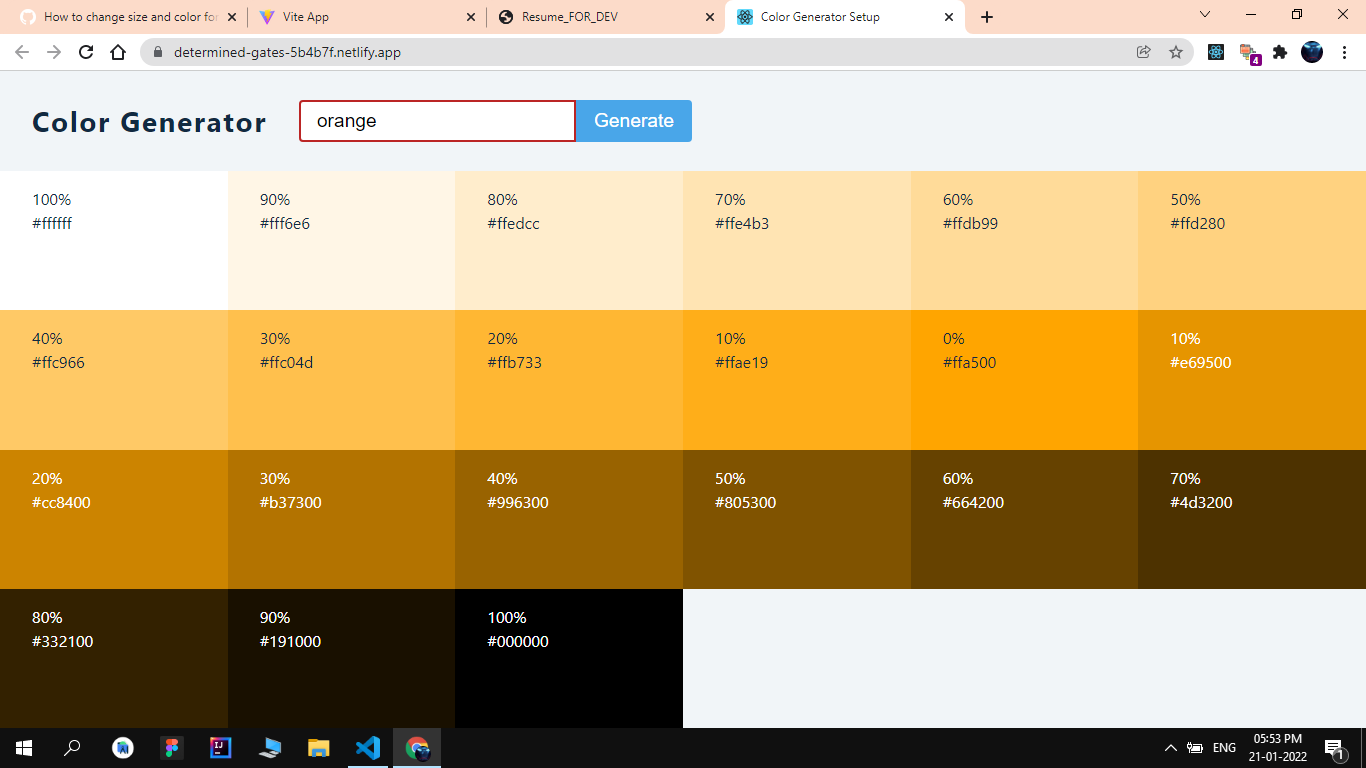 How to change size and color for
Vite App
Resume_FOR_DEV
Color Generator Setup
determined-gates-5b4b7f.netlify.app
4
Color Generator
orange
Generate
100%
#ffffff
90%
#fff6e6
80%
#ffedcc
70%
#ffe4b3
60%
#ffdb99
50%
#ffd280
40%
#ffc966
30%
#ffc04d
20%
#ffb733
10%
#ffae19
0%
#ffa500
10%
#e69500
20%
#cc8400
30%
#b37300
40%
#996300
50%
#805300
60%
#664200
70%
#4d3200
80%
#332100
90%
#191000
100%
#000000
IJ
ENG
05:53 PM
21-01-2022
1